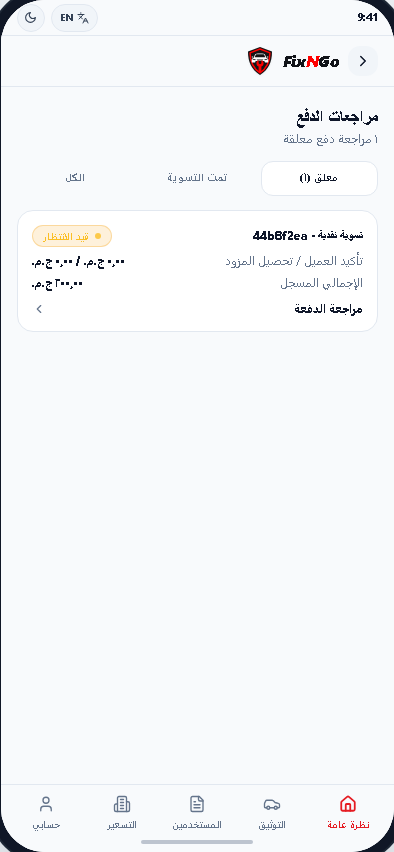 9:41
EN
FixNGo
مراجعات الدفع
١ مراجعة دفع معلقة
معلق (١)
تمت التسوية
الكل
تسوية نقدية - 44b6f2ea
قيد الانتظار
تأكيد العميل / تحصيل المزود
٠٫٠٠ ج.م. / ٠٫٠٠ ج.م.
الإجمالي المسجل
٢٠٠٫٠٠ ج.م.
مراجعة الدفعة
نظرة عامة
التوثيق
المستخدمين
التسعير
حسابي